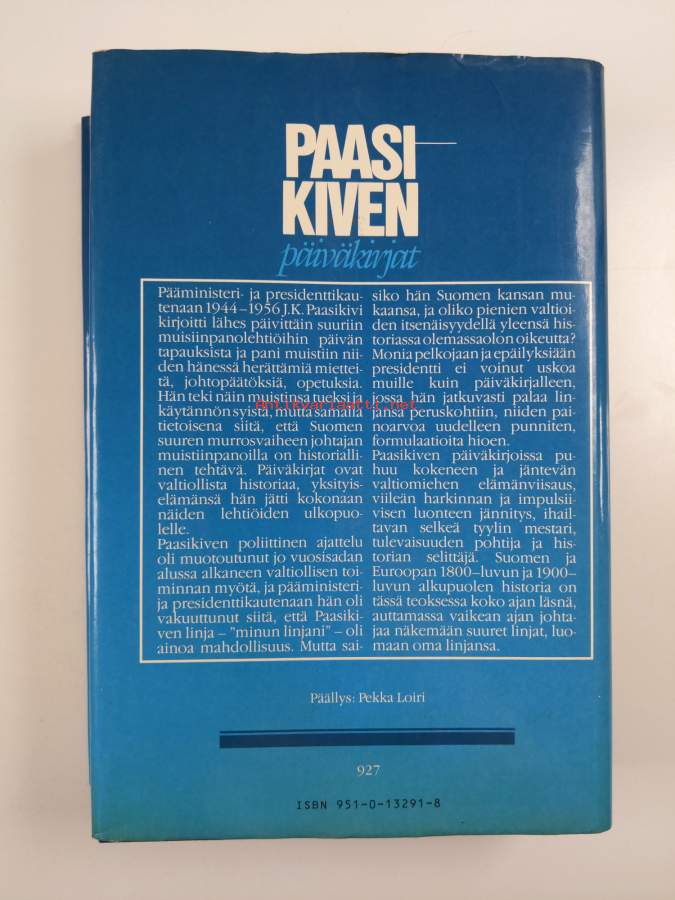 PAASI
KIVEN
päiväkirjat
Pääministeri- ja presidenttikau-
tenaan 1944–1956 J.K. Paasikivi
kirjoitti lähes päivittäin suuriin
muisiinpanolehtiöihin päivän
tapauksista ja pani muistiin nii-
den hänessä herättämiä miettei-
tä, johtopäätöksiä, opetuksia.
Hän teki näin muistinsa tueksi ja
käytännön syistä, mutta samalla
tietoisena siitä, että Suomen
suuren murrosvaiheen johtajan
muistiinpanoilla on historialli-
nen tehtävä. Päiväkirjat ovat
valtiollista historiaa, yksityis-
elämänsä hän jätti kokonaan
näiden lehtiöiden ulkopuo-
lelle.
Paasikiven poliittinen ajattelu
oli muotoutunut jo vuosisadan
alussa alkaneen valtiollisen toi-
minnan myötä, ja pääministeri-
ja presidenttikautenaan hän oli
vakuuttunut siitä, että Paasiki-
ven linja – ”minun linjani” – oli
ainoa mahdollisuus. Mutta sai-
siko hän Suomen kansan mu-
kaansa, ja oliko pienien valtioi-
den itsenäisyydellä yleensä his-
toriassa olemassaolon oikeutta?
Monia pelkojaan ja epäilyksiään
presidentti ei voinut uskoa
muille kuin päiväkirjalleen,
jossa hän jatkuvasti palaa lin-
jansa peruskohtiin, niiden pai-
noarvoa uudelleen punniten,
formulaatioita hioen.
Paasikiven päiväkirjoissa pu-
huu kokeneen ja jäntevän
valtiomiehen elämänviisaus,
viileän harkinnan ja impulsii-
visen luonteen jännitys, ihail-
tavan selkeä tyylin mestari,
tulevaisuuden pohtija ja his-
torian selittäjä. Suomen ja
Euroopan 1800–luvun ja 1900–
luvun alkupuolen historia on
tässä teoksessa koko ajan läsnä,
auttamassa vaikean ajan johta-
jaa näkemään suuret linjat, luo-
maan oma linjansa.
antikvariaatti.net
Päällys: Pekka Loiri
927
ISBN 951-0-13291-8